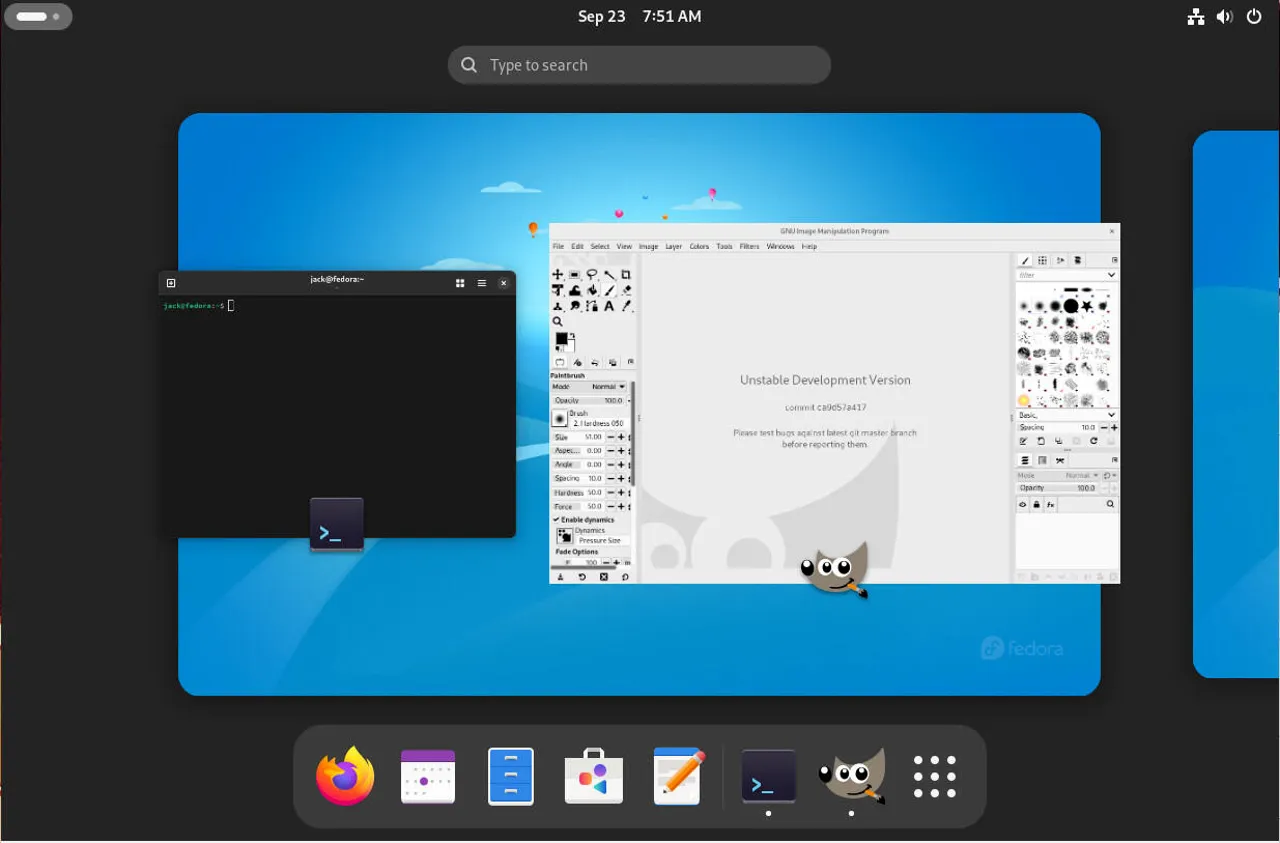 Sep 23 7:51 AM
Type to search
jack@fedora:~
jack@fedora:~$
GNU Image Manipulation Program
File Edit Select View Image Layer Colors Tools Filters Windows Help
Paintbrush
Mode Normal
Opacity 100.0
Brush
2. Hardness 050
Size 51.00
Aspec... 0.00
Angle 0.00
Spacing 10.0
Hardness 50.0
Force 50.0
Enable dynamics
Dynamics
Pressure Size
Fade Options
100
Unstable Development Version
commit ca9d57a417
Please test bugs against latest git master branch
before reporting them.
filter
Basic,
Spacing 10.0
Mode Normal
Opacity 100.0
fedora